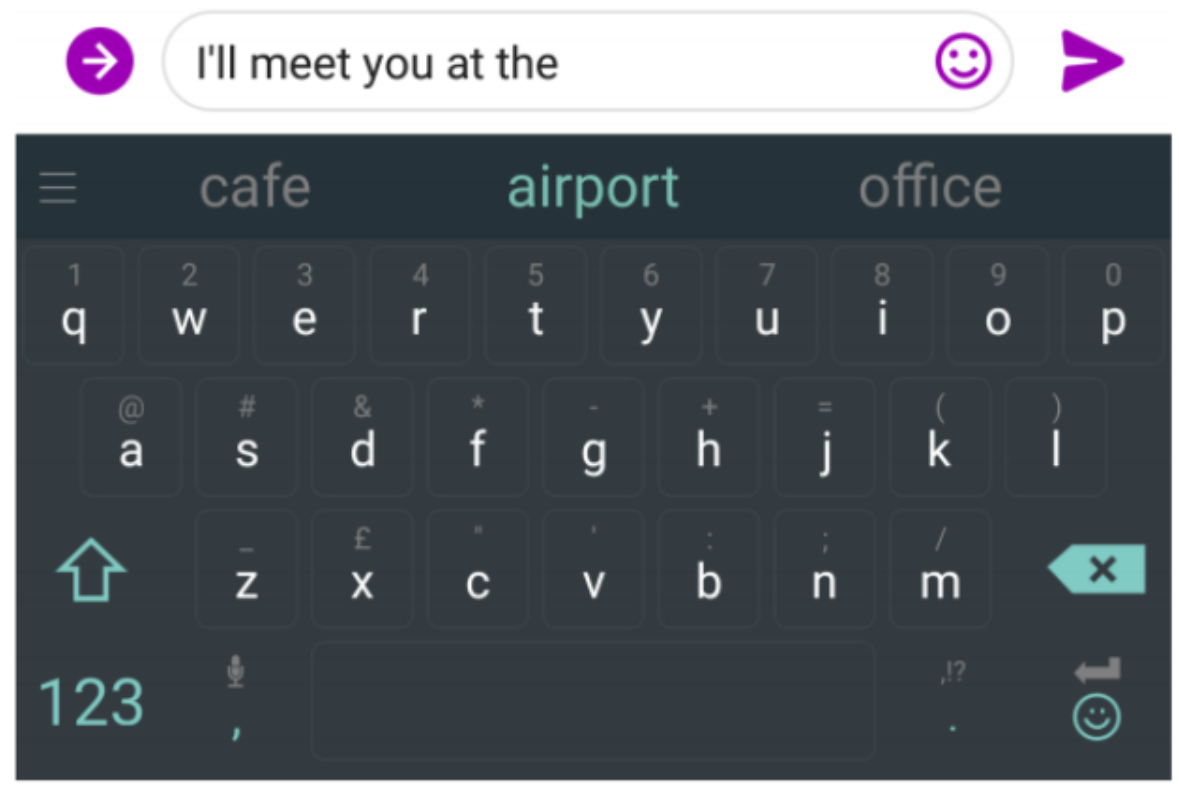 I'll meet you at the
cafe airport office
1 2 3 4 5 6 7 8 9 0
q w e r t y u i o p
@ # & * - + = ( )
a s d f g h j k l
_ £ " ' : ; /
z x c v b n m
,!?
123 , .